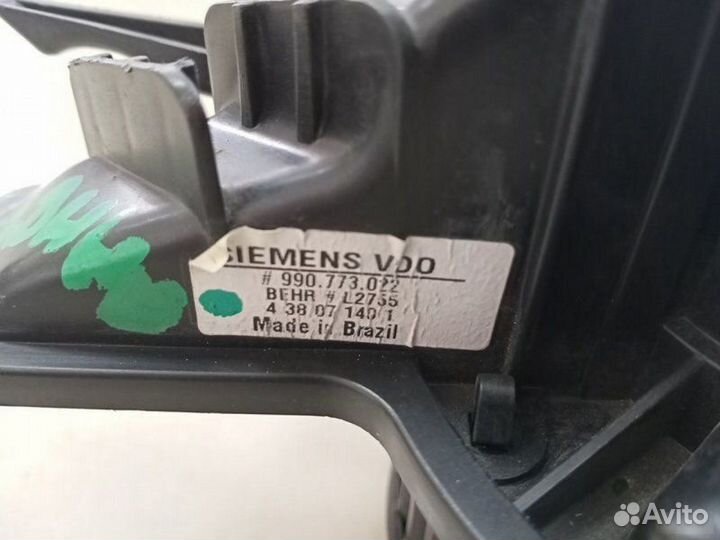 SIEMENS VDO
# 990.773.022
BEHR # L2755
4 38 07 140 1
Made in Brazil
Avito